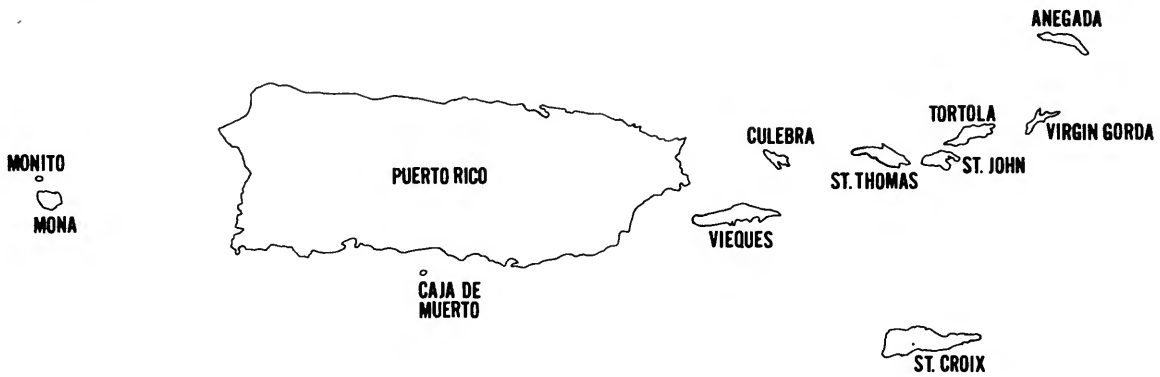 ANEGADA
TORTOLA
VIRGIN GORDA
CULEBRA
MONITO
ST. JOHN
PUERTO RICO
ST. THOMAS
MONA
VIEQUES
CAJA DE
MUERTO
ST. CROIX